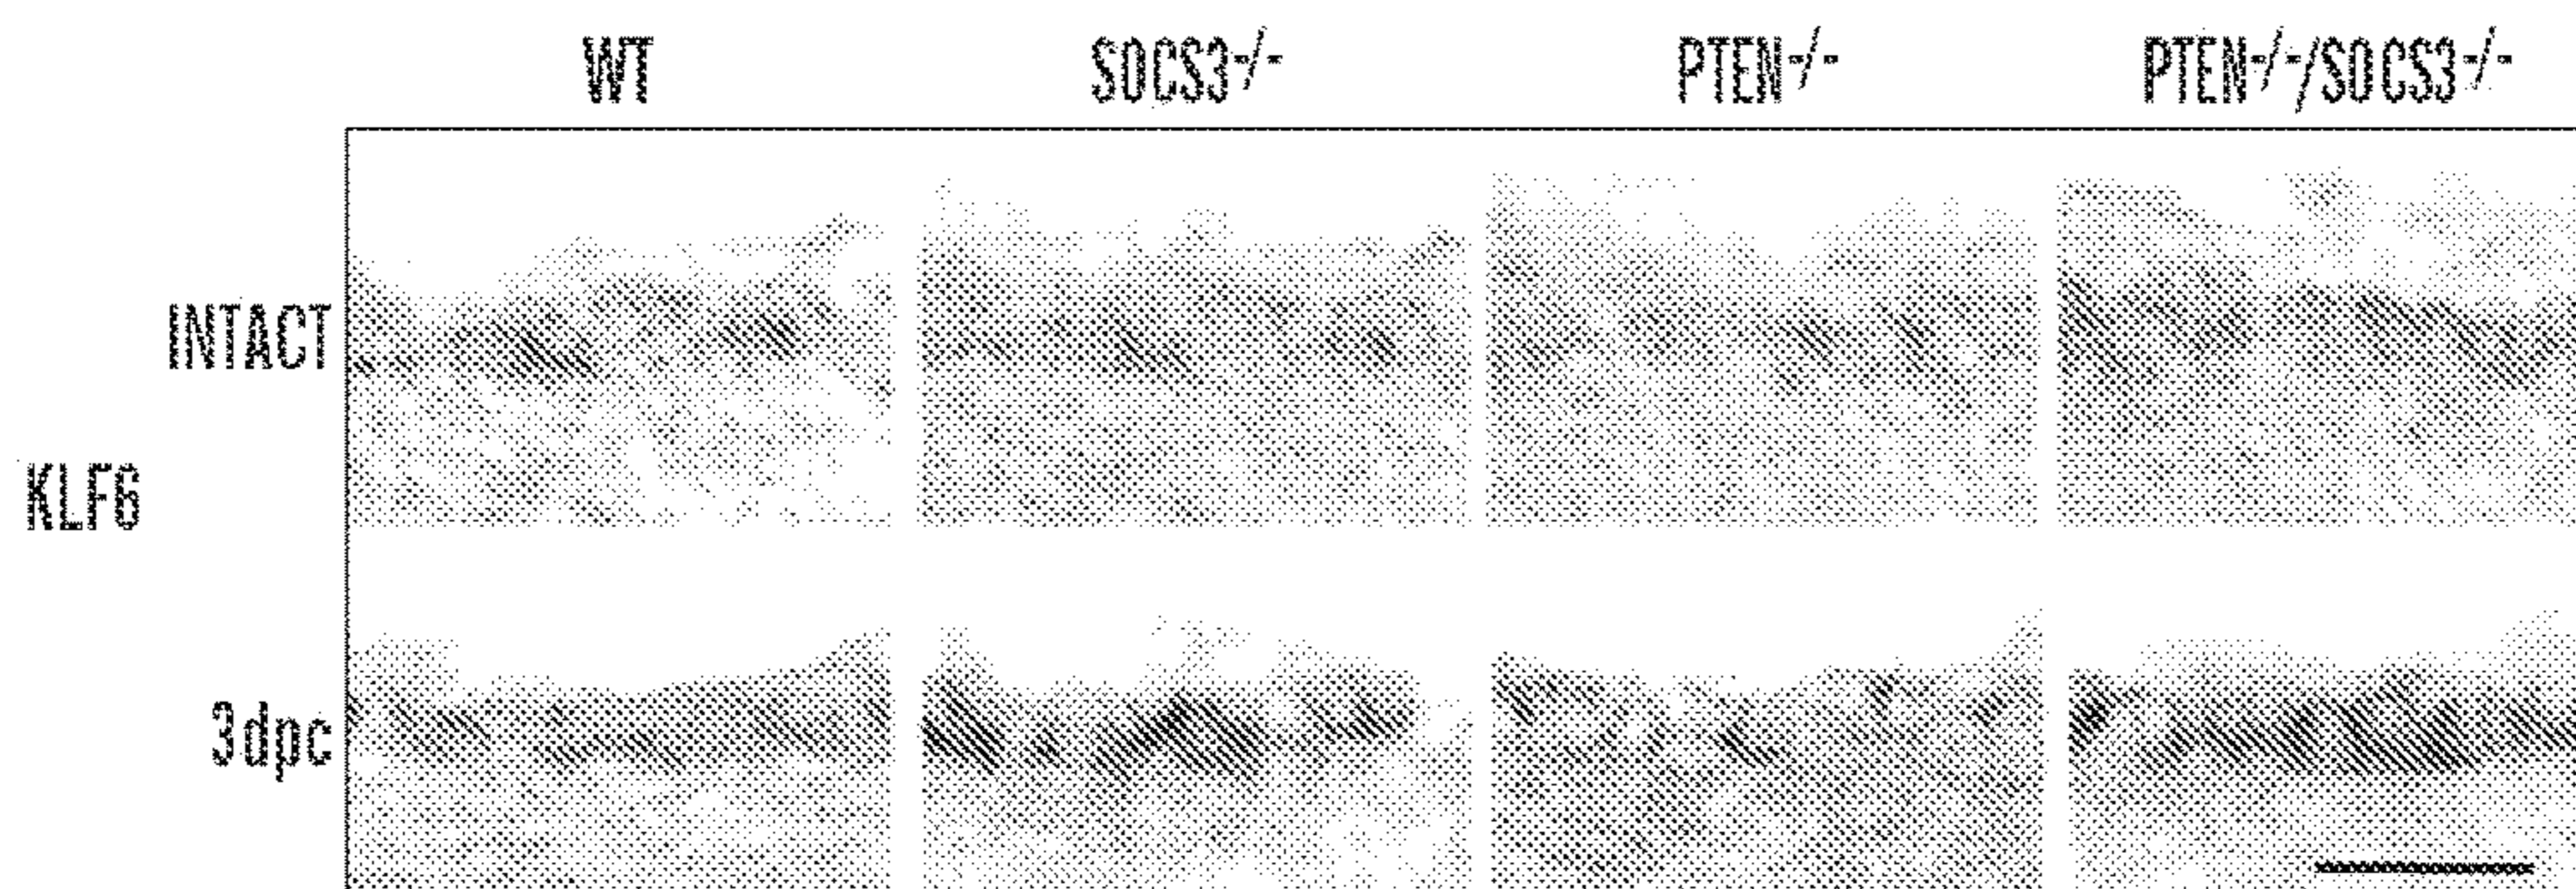 WT SOCS3-/- PTEN-/- PTEN-/-/SOCS3-/-
INTACT
KLF6
3dpc